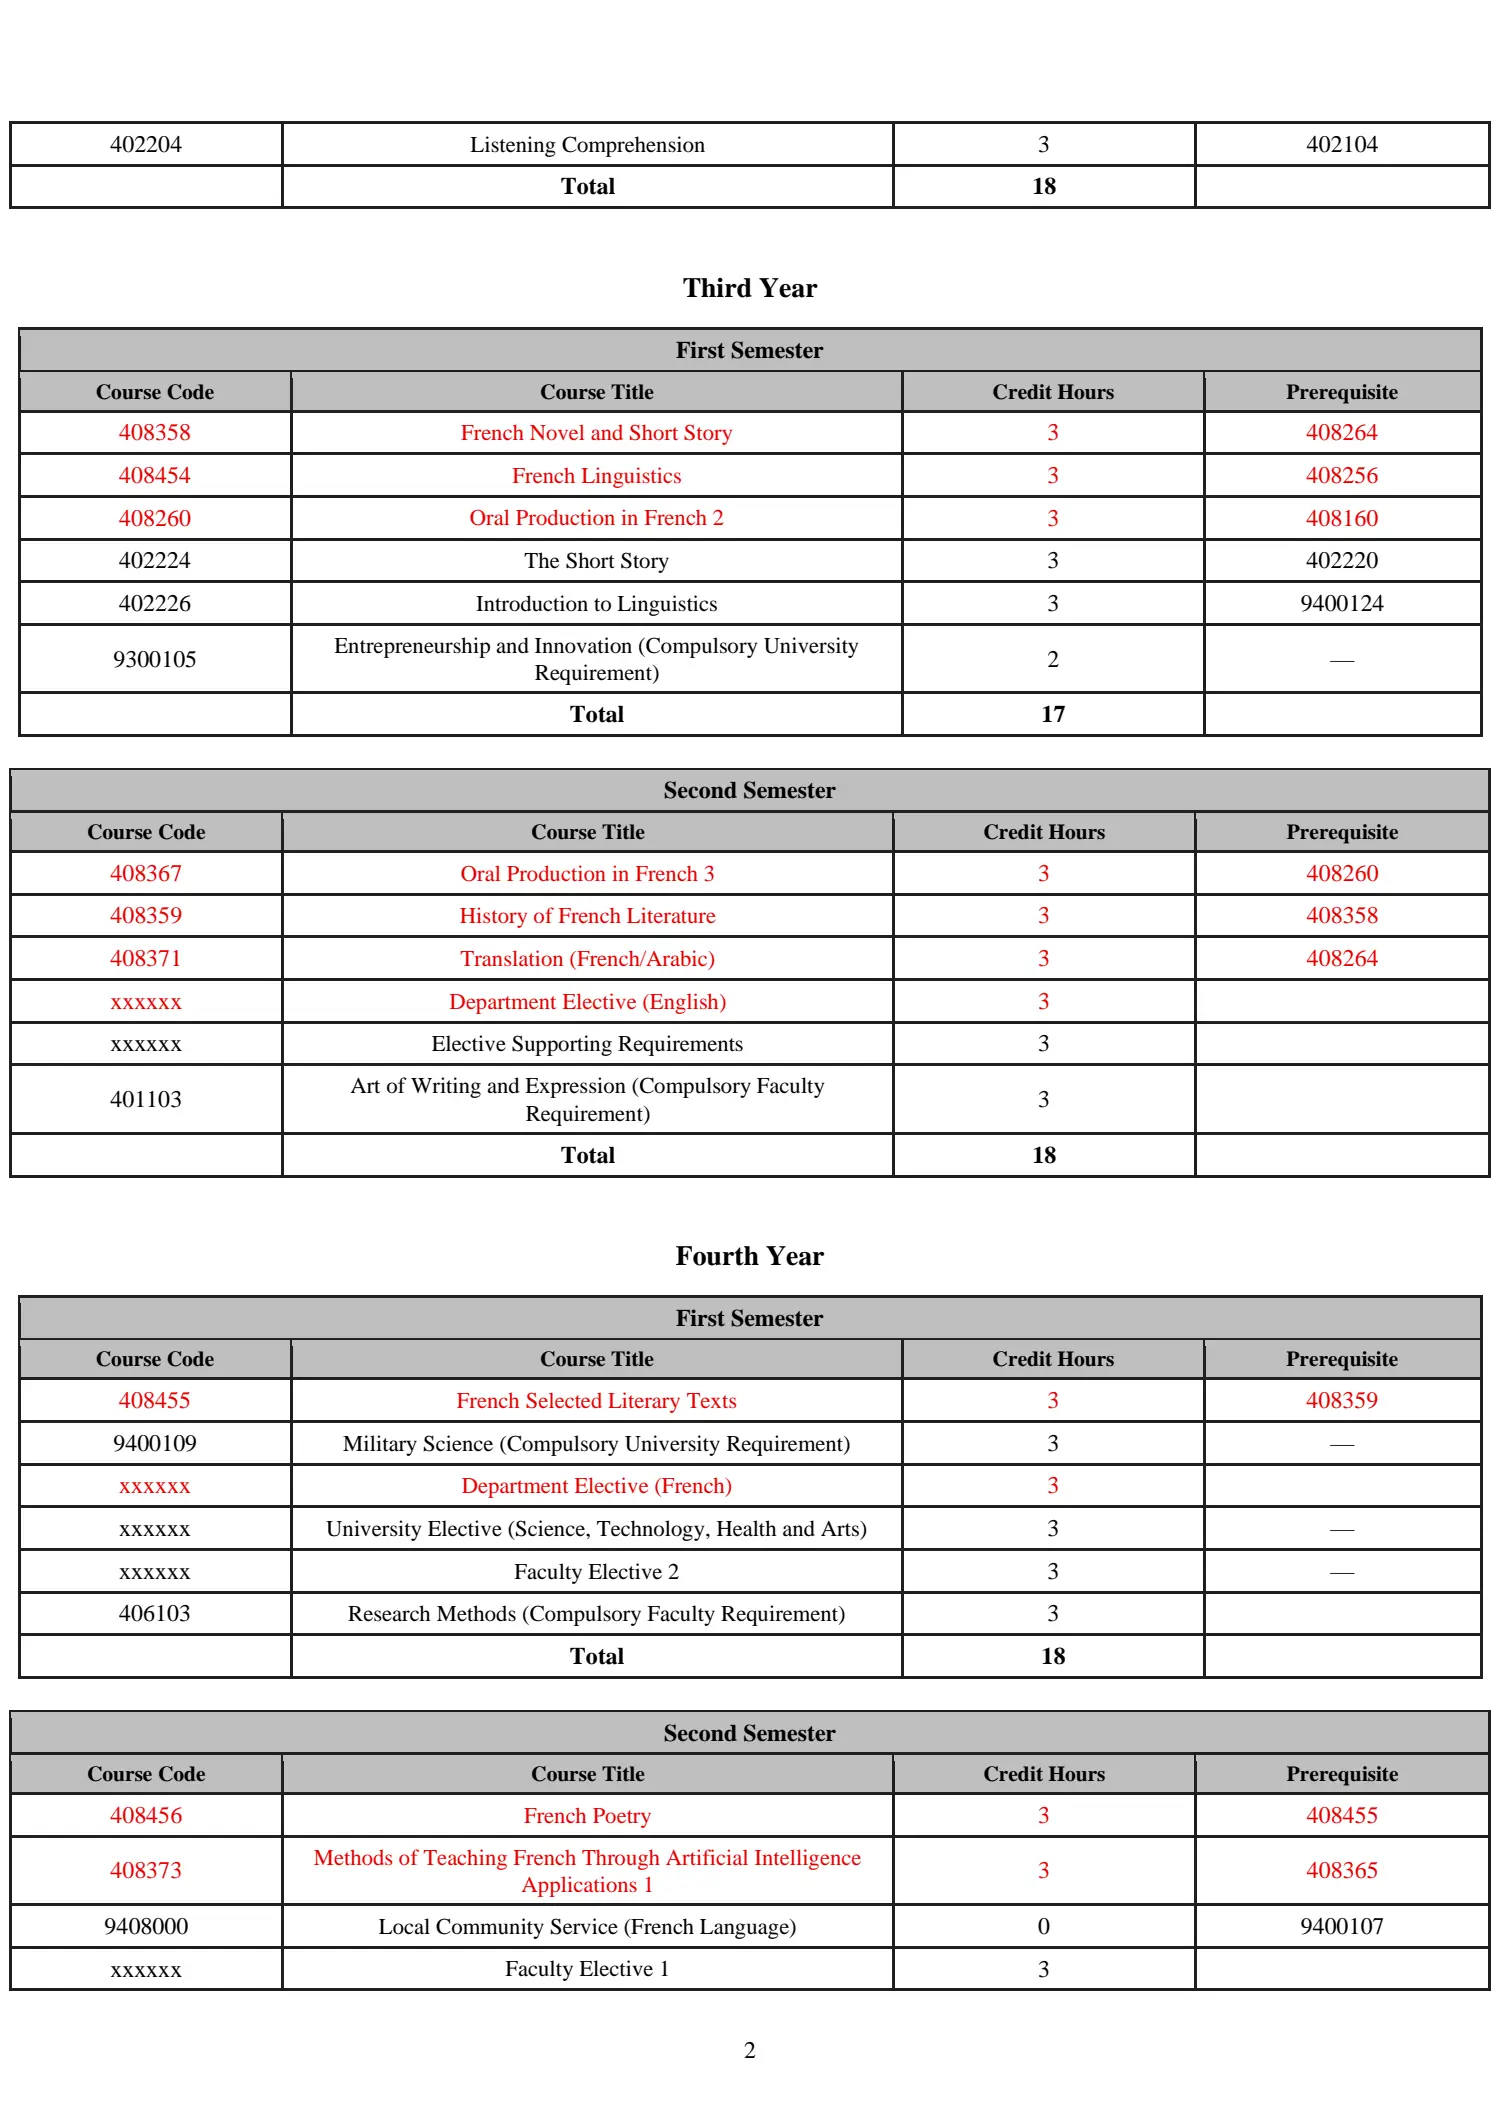 402204 Listening Comprehension 3 402104
Total 18
Third Year
First Semester
Course Code Course Title Credit Hours Prerequisite
408358 French Novel and Short Story 3 408264
408454 French Linguistics 3 408256
408260 Oral Production in French 2 3 408160
402224 The Short Story 3 402220
402226 Introduction to Linguistics 3 9400124
9300105 Entrepreneurship and Innovation (Compulsory University
Requirement) 2 —
Total 17
Second Semester
Course Code Course Title Credit Hours Prerequisite
408367 Oral Production in French 3 3 408260
408359 History of French Literature 3 408358
408371 Translation (French/Arabic) 3 408264
xxxxxx Department Elective (English) 3
xxxxxx Elective Supporting Requirements 3
401103 Art of Writing and Expression (Compulsory Faculty
Requirement) 3
Total 18
Fourth Year
First Semester
Course Code Course Title Credit Hours Prerequisite
408455 French Selected Literary Texts 3 408359
9400109 Military Science (Compulsory University Requirement) 3 —
xxxxxx Department Elective (French) 3
xxxxxx University Elective (Science, Technology, Health and Arts) 3 —
xxxxxx Faculty Elective 2 3 —
406103 Research Methods (Compulsory Faculty Requirement) 3
Total 18
Second Semester
Course Code Course Title Credit Hours Prerequisite
408456 French Poetry 3 408455
408373 Methods of Teaching French Through Artificial Intelligence
Applications 1 3 408365
9408000 Local Community Service (French Language) 0 9400107
xxxxxx Faculty Elective 1 3
2